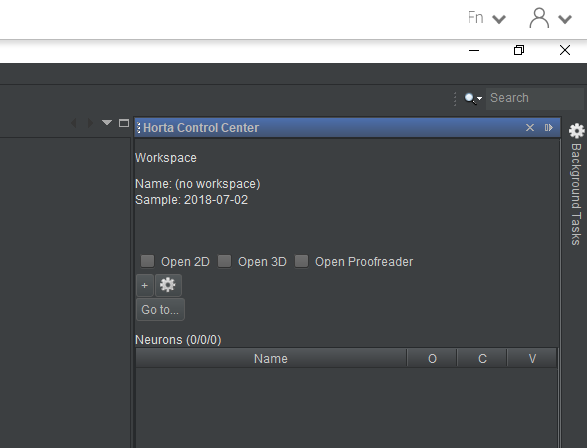 Fn
Search
Horta Control Center
Background Tasks
Workspace
Name: (no workspace)
Sample: 2018-07-02
Open 2D Open 3D Open Proofreader
+
Go to...
Neurons (0/0/0)
Name O C V